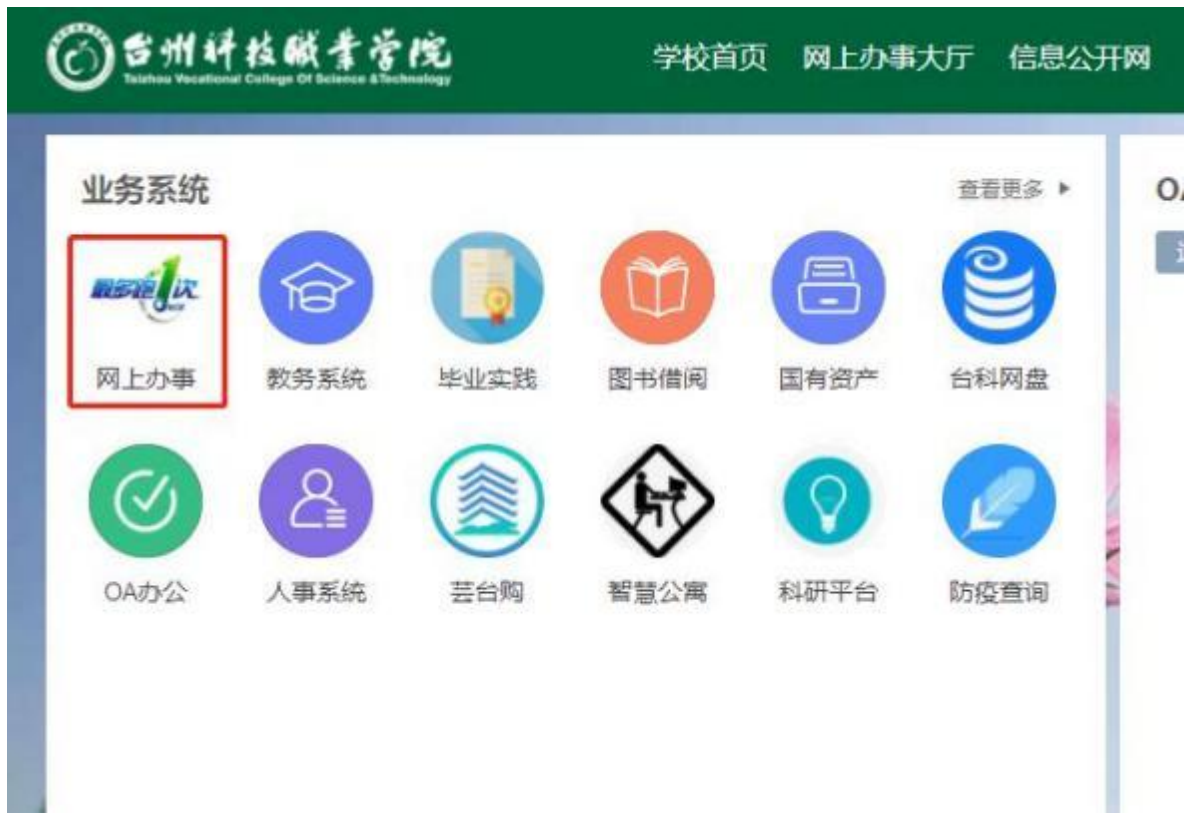 台州科技職業学院
Taizhou Vocational College Of Science &Technology
学校首页 网上办事大厅 信息公开网
业务系统
查看更多
OA
最多跑1次
网上办事 教务系统 毕业实践 图书借阅 国有资产 台科网盘
OA办公 人事系统 芸台购 智慧公寓 科研平台 防疫查询